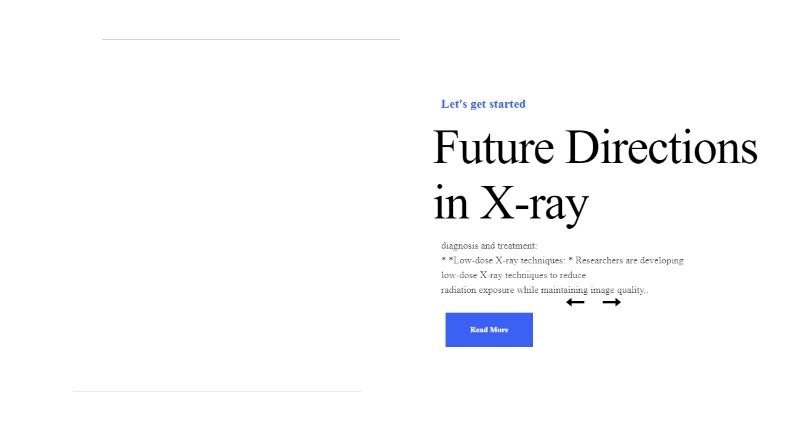 Let's get started
Future Directions
in X-ray
diagnosis and treatment:
* *Low-dose X-ray techniques: * Researchers are developing
low-dose X-ray techniques to reduce
radiation exposure while maintaining image quality..
Read More